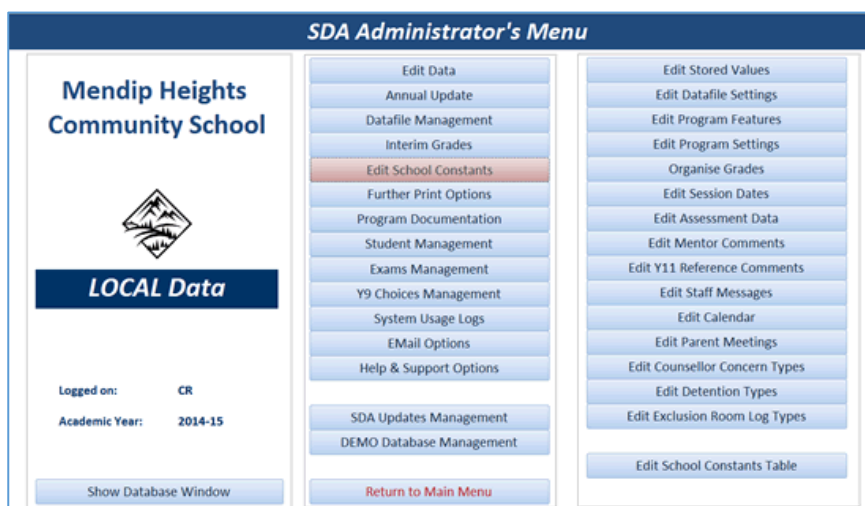 SDA Administrator's Menu
Mendip Heights
Community School
LOCAL Data
Logged on: CR
Academic Year: 2014-15
Show Database Window
Edit Data
Annual Update
Datafile Management
Interim Grades
Edit School Constants
Further Print Options
Program Documentation
Student Management
Exams Management
Y9 Choices Management
System Usage Logs
EMail Options
Help & Support Options
SDA Updates Management
DEMO Database Management
Return to Main Menu
Edit Stored Values
Edit Datafile Settings
Edit Program Features
Edit Program Settings
Organise Grades
Edit Session Dates
Edit Assessment Data
Edit Mentor Comments
Edit Y11 Reference Comments
Edit Staff Messages
Edit Calendar
Edit Parent Meetings
Edit Counsellor Concern Types
Edit Detention Types
Edit Exclusion Room Log Types
Edit School Constants Table